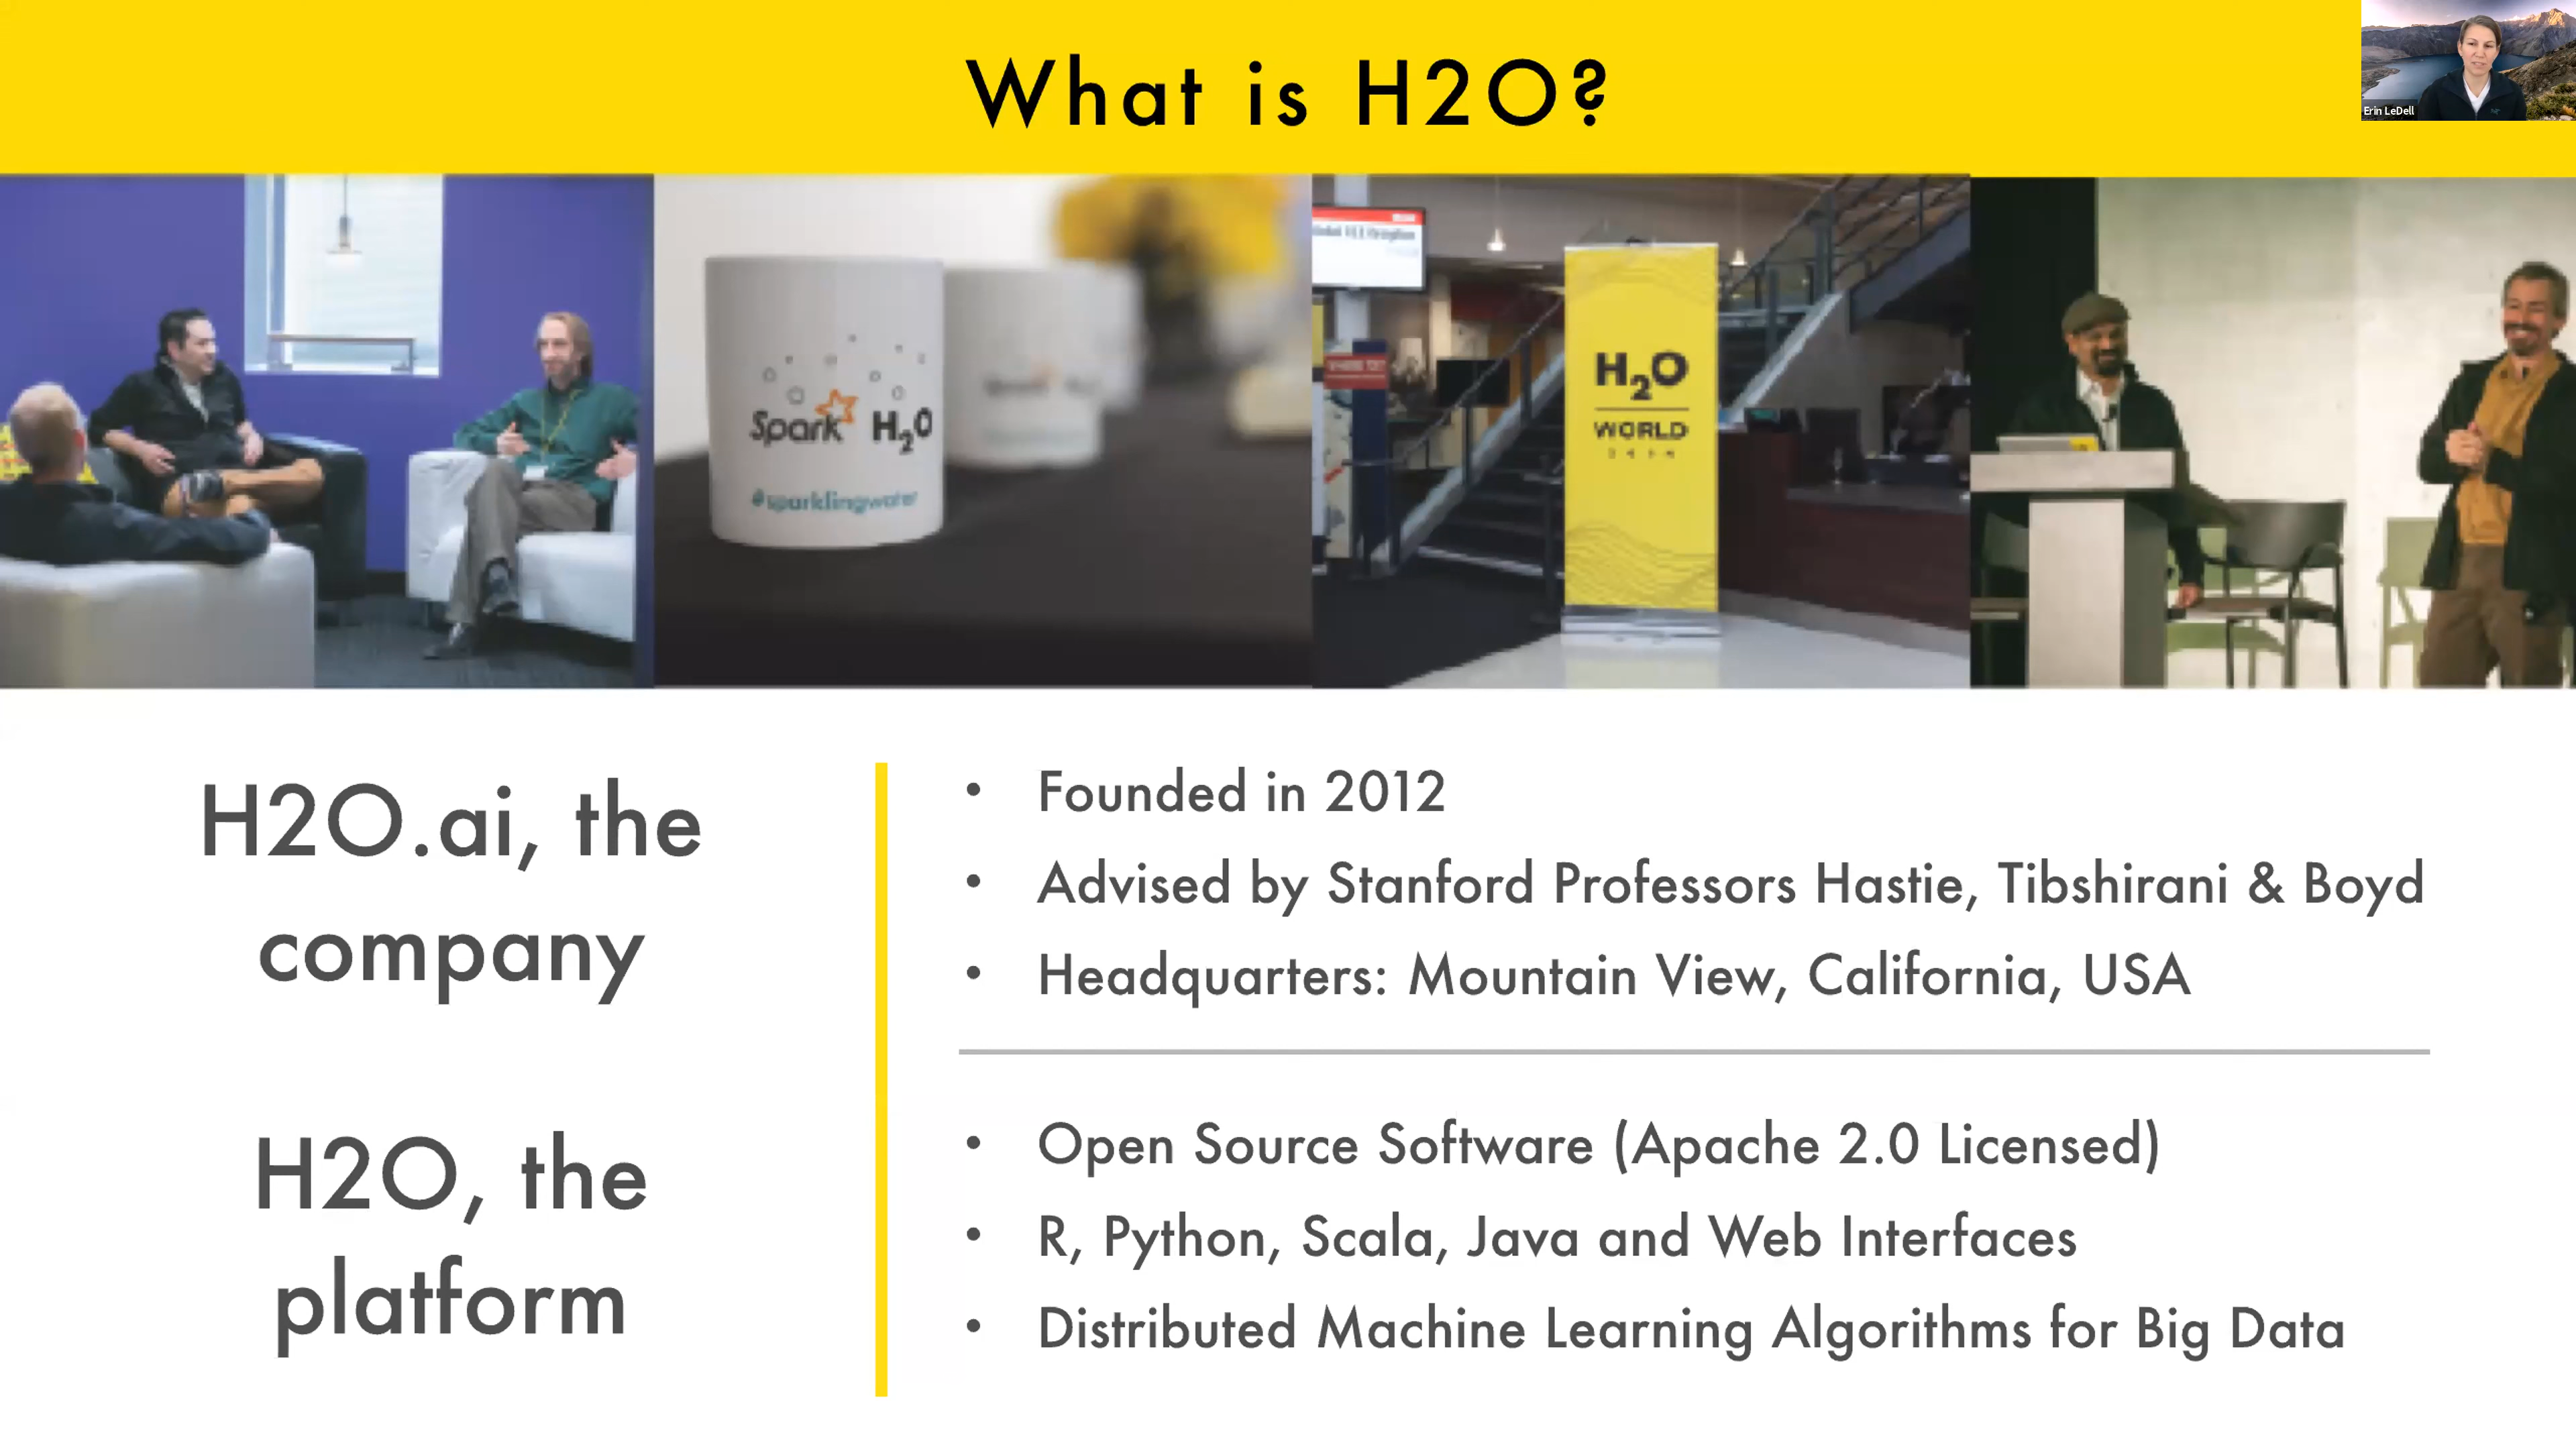 What is H2O?
Erin LeDell
Spark H2O
#sparklingwater
H2O
WORLD
H2O.ai, the
company
• Founded in 2012
• Advised by Stanford Professors Hastie, Tibshirani & Boyd
• Headquarters: Mountain View, California, USA
H2O, the
platform
• Open Source Software (Apache 2.0 Licensed)
• R, Python, Scala, Java and Web Interfaces
• Distributed Machine Learning Algorithms for Big Data